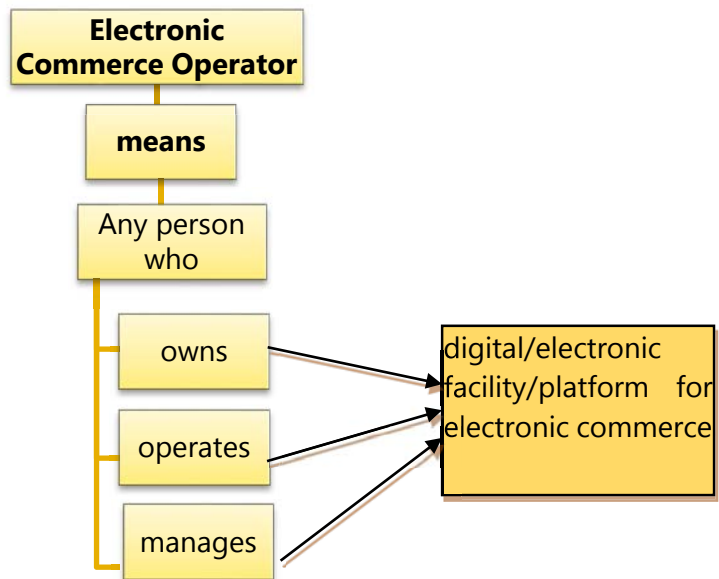 Electronic
Commerce Operator
means
Any person
who
owns
operates
manages
digital/electronic
facility/platform for
electronic commerce